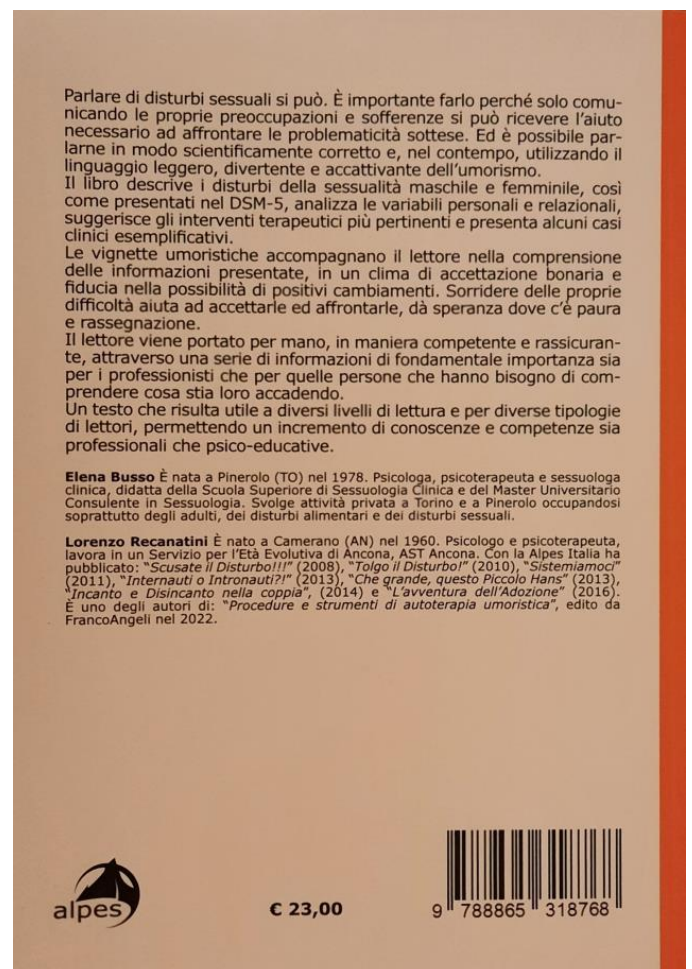 Parlare di disturbi sessuali si può. È importante farlo perché solo comu-
nicando le proprie preoccupazioni e sofferenze si può ricevere l'aiuto
necessario ad affrontare le problematicità sottese. Ed è possibile par-
larne in modo scientificamente corretto e, nel contempo, utilizzando il
linguaggio leggero, divertente e accattivante dell'umorismo.
Il libro descrive i disturbi della sessualità maschile e femminile, così
come presentati nel DSM-5, analizza le variabili personali e relazionali,
suggerisce gli interventi terapeutici più pertinenti e presenta alcuni casi
clinici esemplificativi.
Le vignette umoristiche accompagnano il lettore nella comprensione
delle informazioni presentate, in un clima di accettazione bonaria e
fiducia nella possibilità di positivi cambiamenti. Sorridere delle proprie
difficoltà aiuta ad accettarle ed affrontarle, dà speranza dove c'è paura
e rassegnazione.
Il lettore viene portato per mano, in maniera competente e rassicuran-
te, attraverso una serie di informazioni di fondamentale importanza sia
per i professionisti che per quelle persone che hanno bisogno di com-
prendere cosa stia loro accadendo.
Un testo che risulta utile a diversi livelli di lettura e per diverse tipologie
di lettori, permettendo un incremento di conoscenze e competenze sia
professionali che psico-educative.
Elena Busso È nata a Pinerolo (TO) nel 1978. Psicologa, psicoterapeuta e sessuologa
clinica, didatta della Scuola Superiore di Sessuologia Clinica e del Master Universitario
Consulente in Sessuologia. Svolge attività privata a Torino e a Pinerolo occupandosi
soprattutto degli adulti, dei disturbi alimentari e dei disturbi sessuali.
Lorenzo Recanatini È nato a Camerano (AN) nel 1960. Psicologo e psicoterapeuta,
lavora in un Servizio per l'Età Evolutiva di Ancona, AST Ancona. Con la Alpes Italia ha
pubblicato: "Scusate il Disturbo!!!" (2008), "Tolgo il Disturbo!" (2010), "Sistemiamoci"
(2011), "Internauti o Intronauti?!" (2013), "Che grande, questo Piccolo Hans" (2013),
"Incanto e Disincanto nella coppia", (2014) e "L'avventura dell'Adozione" (2016).
È uno degli autori di: "Procedure e strumenti di autoterapia umoristica", edito da
FrancoAngeli nel 2022.
alpes
€ 23,00
9 788865 318768